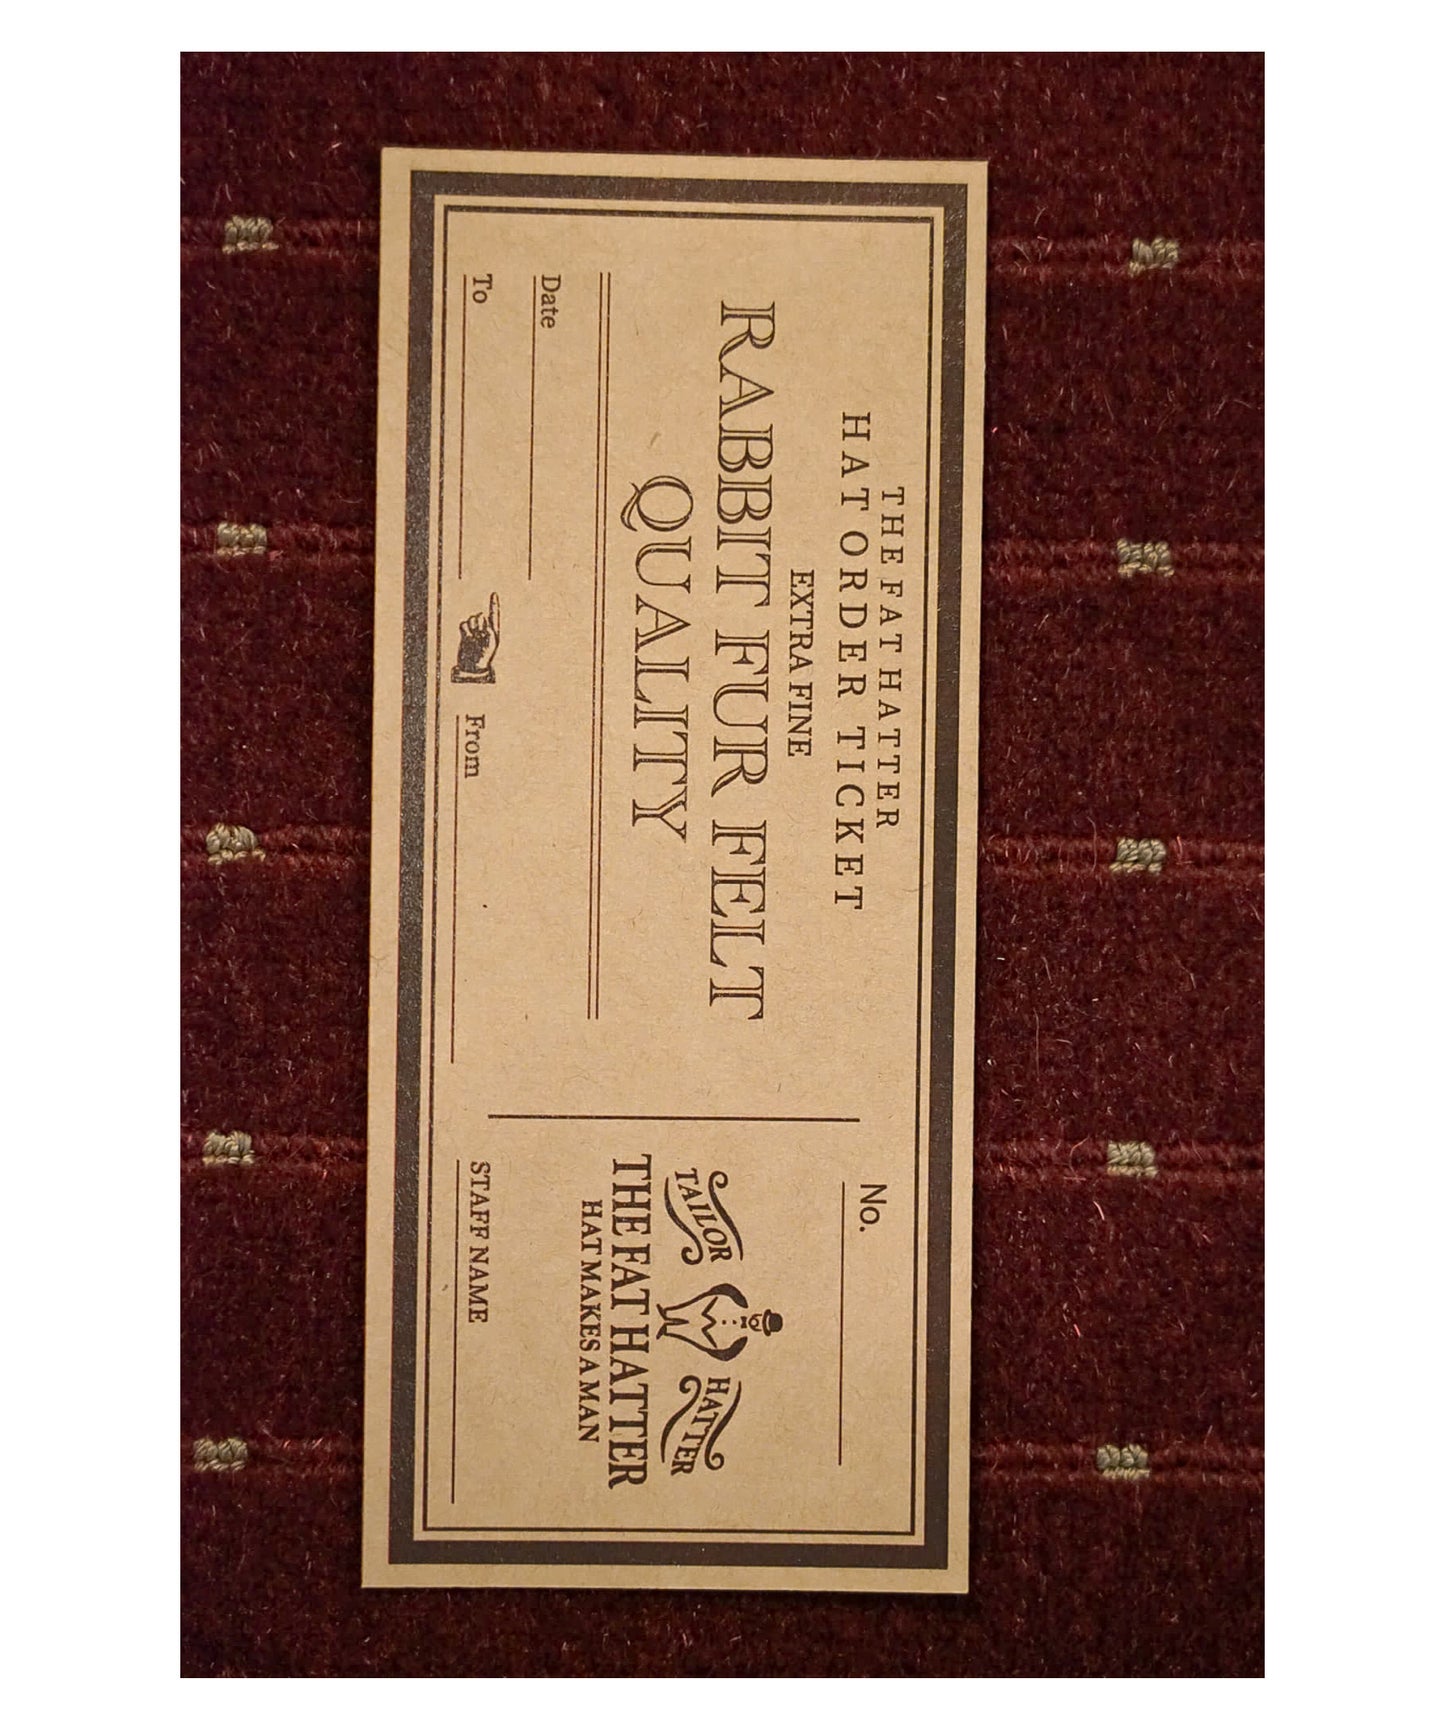 THE FAT HATTER
HAT ORDER TICKET
EXTRA FINE
RABBIT FUR FELT
QUALITY
Date
To
From
No.
TAILOR HATTER
THE FAT HATTER
HAT MAKES A MAN
STAFF NAME